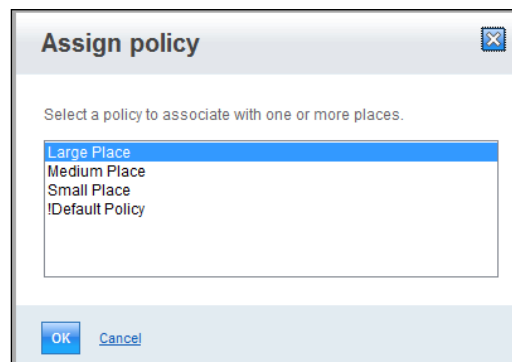 Assign policy
Select a policy to associate with one or more places.
Large Place
Medium Place
Small Place
!Default Policy
OK Cancel